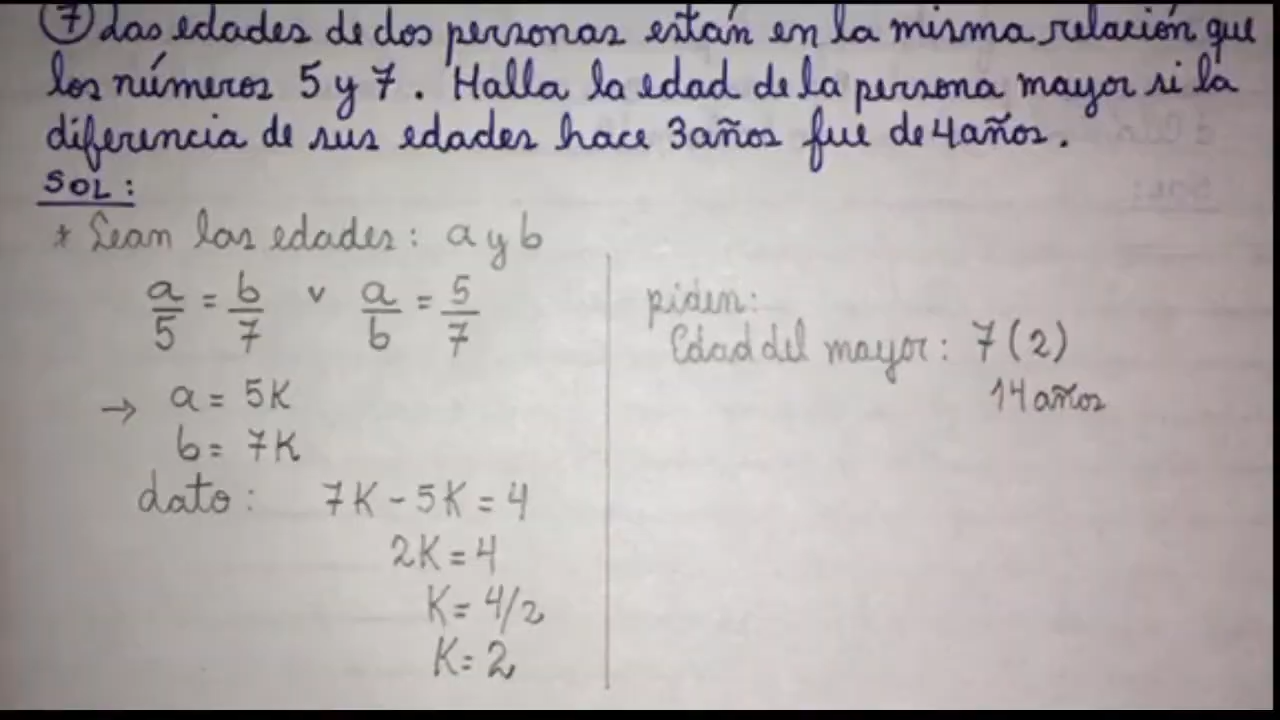 ⑦ Las edades de dos personas están en la misma relación que
los números 5 y 7. Halla la edad de la persona mayor si la
diferencia de sus edades hace 3 años fue de 4 años.
SOL:
* Sean las edades: a y b
a/5 = b/7 v a/b = 5/7
→ a = 5K
b = 7K
dato: 7K - 5K = 4
2K = 4
K = 4/2
K = 2
piden:
Edad del mayor: 7(2)
14 años